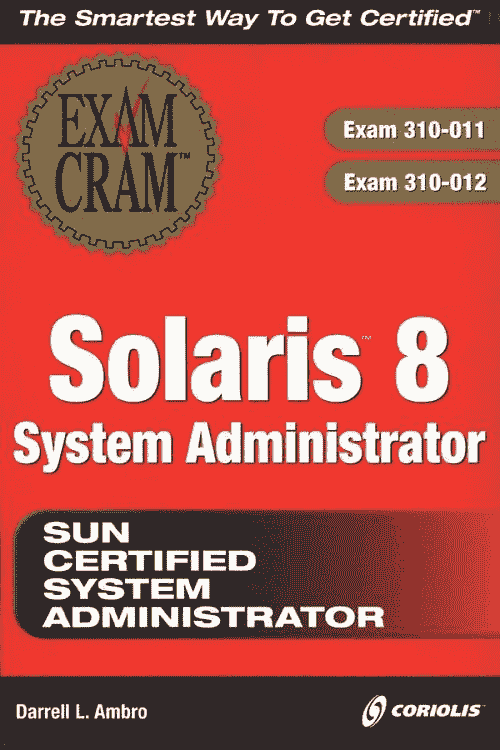 The Smartest Way To Get Certified™
EXAM
CRAM™
Exam 310-011
Exam 310-012
Solaris™ 8
System Administrator
SUN
CERTIFIED
SYSTEM
ADMINISTRATOR
Darrell L. Ambro
CORIOLIS™